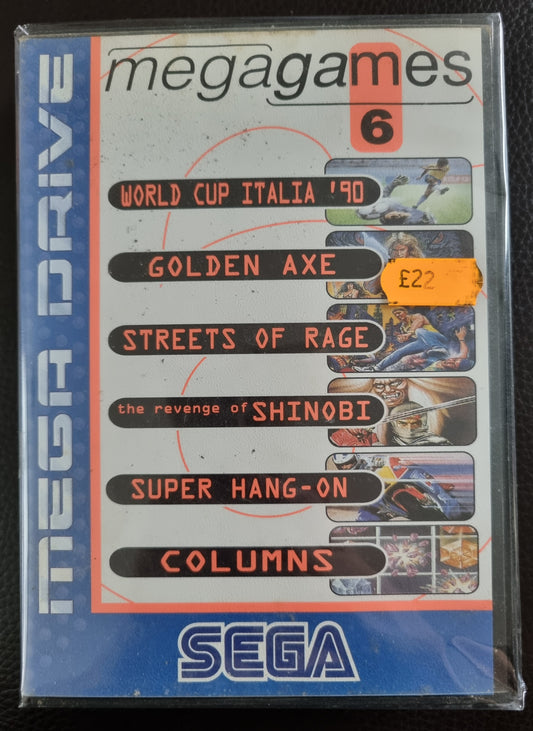 MEGA DRIVE
megagames
6
WORLD CUP ITALIA '90
GOLDEN AXE
£22
STREETS OF RAGE
the revenge of SHINOBI
SUPER HANG-ON
COLUMNS
SEGA